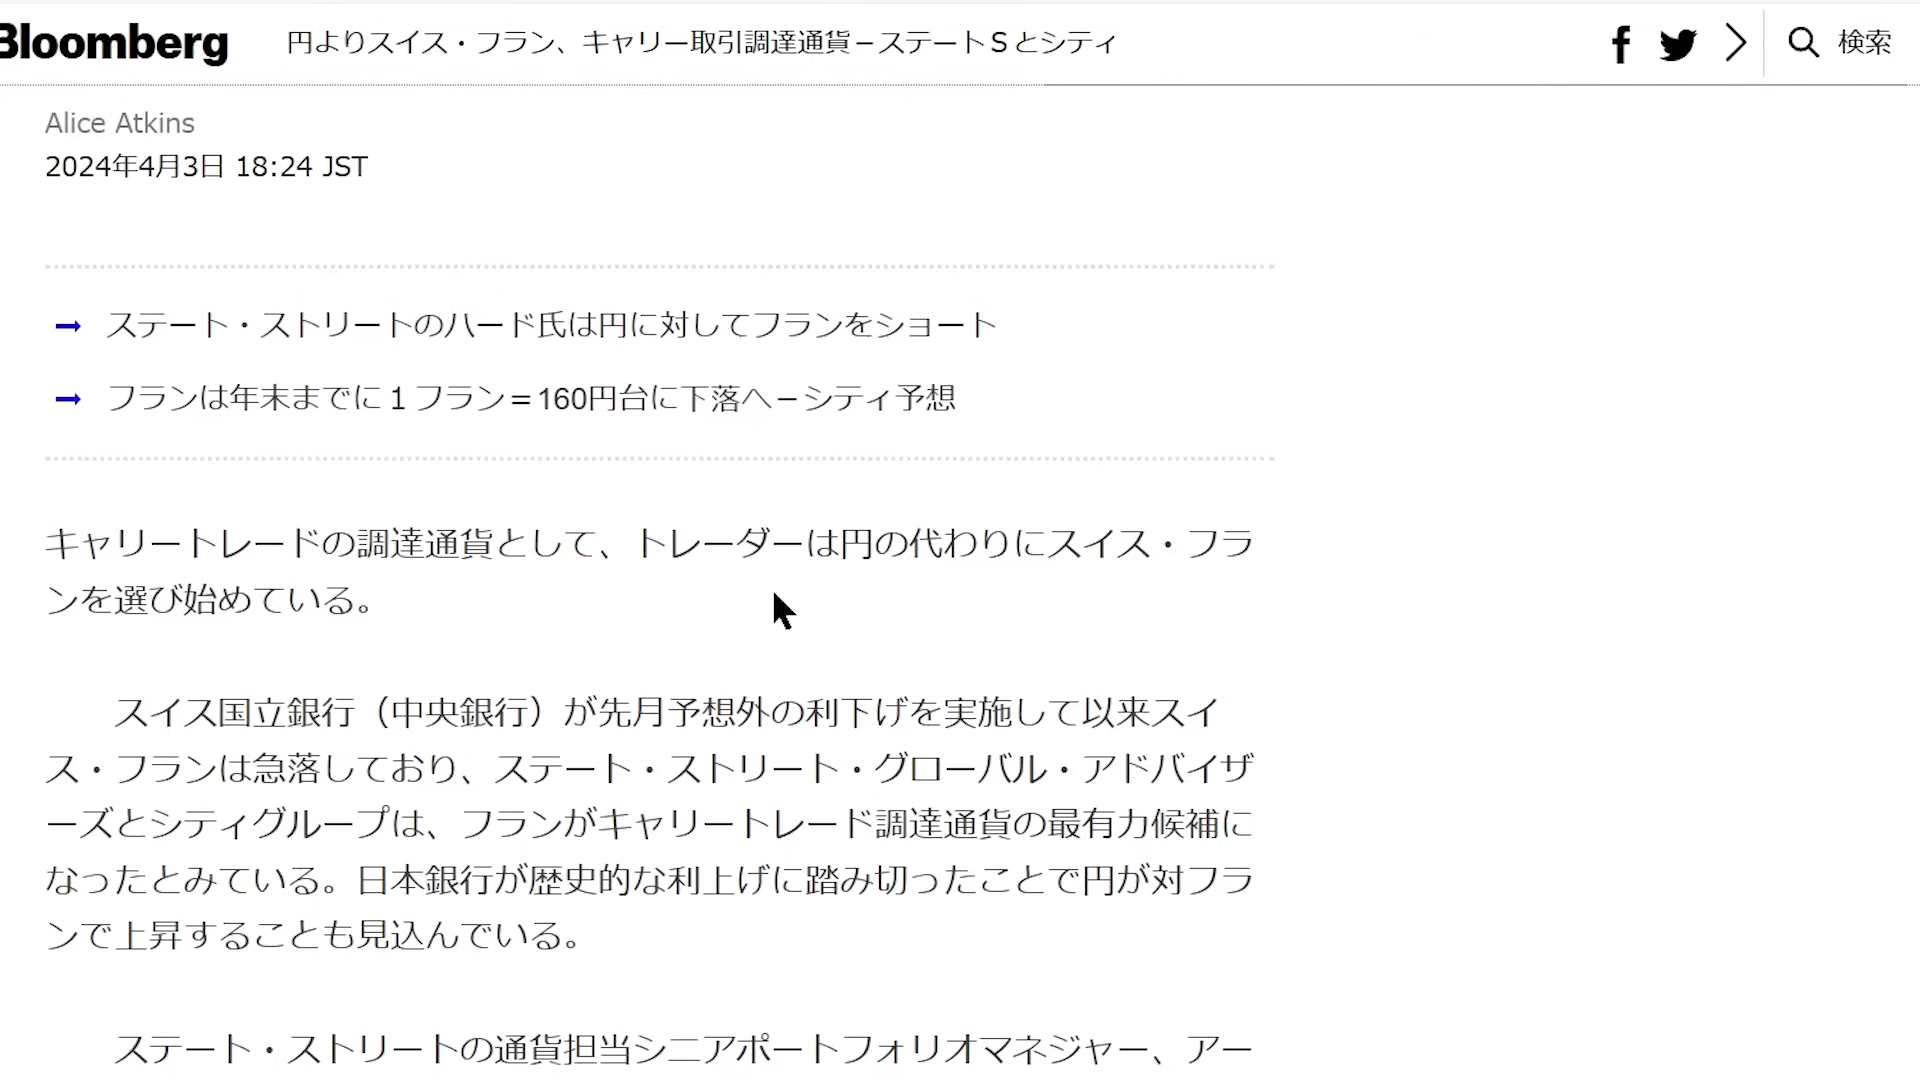 Bloomberg
円よりスイス・フラン、キャリー取引調達通貨－ステートＳとシティ
検索
Alice Atkins
2024年4月3日 18:24 JST
ステート・ストリートのハード氏は円に対してフランをショート
フランは年末までに１フラン＝160円台に下落へ－シティ予想
キャリートレードの調達通貨として、トレーダーは円の代わりにスイス・フラ
ンを選び始めている。
スイス国立銀行（中央銀行）が先月予想外の利下げを実施して以来スイ
ス・フランは急落しており、ステート・ストリート・グローバル・アドバイザ
ーズとシティグループは、フランがキャリートレード調達通貨の最有力候補に
なったとみている。日本銀行が歴史的な利上げに踏み切ったことで円が対フラ
ンで上昇することも見込んでいる。
ステート・ストリートの通貨担当シニアポートフォリオマネジャー、アー